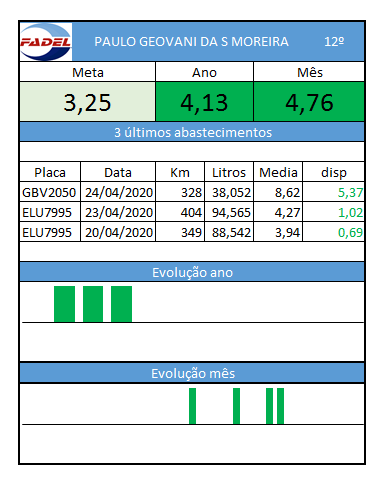 FADEL PAULO GEOVANI DA S MOREIRA 12º
Meta Ano Mês
3,25 4,13 4,76
3 últimos abastecimentos
Placa Data Km Litros Media disp
GBV2050 24/04/2020 328 38,052 8,62 5,37
ELU7995 23/04/2020 404 94,565 4,27 1,02
ELU7995 20/04/2020 349 88,542 3,94 0,69
Evolução ano
Evolução mês